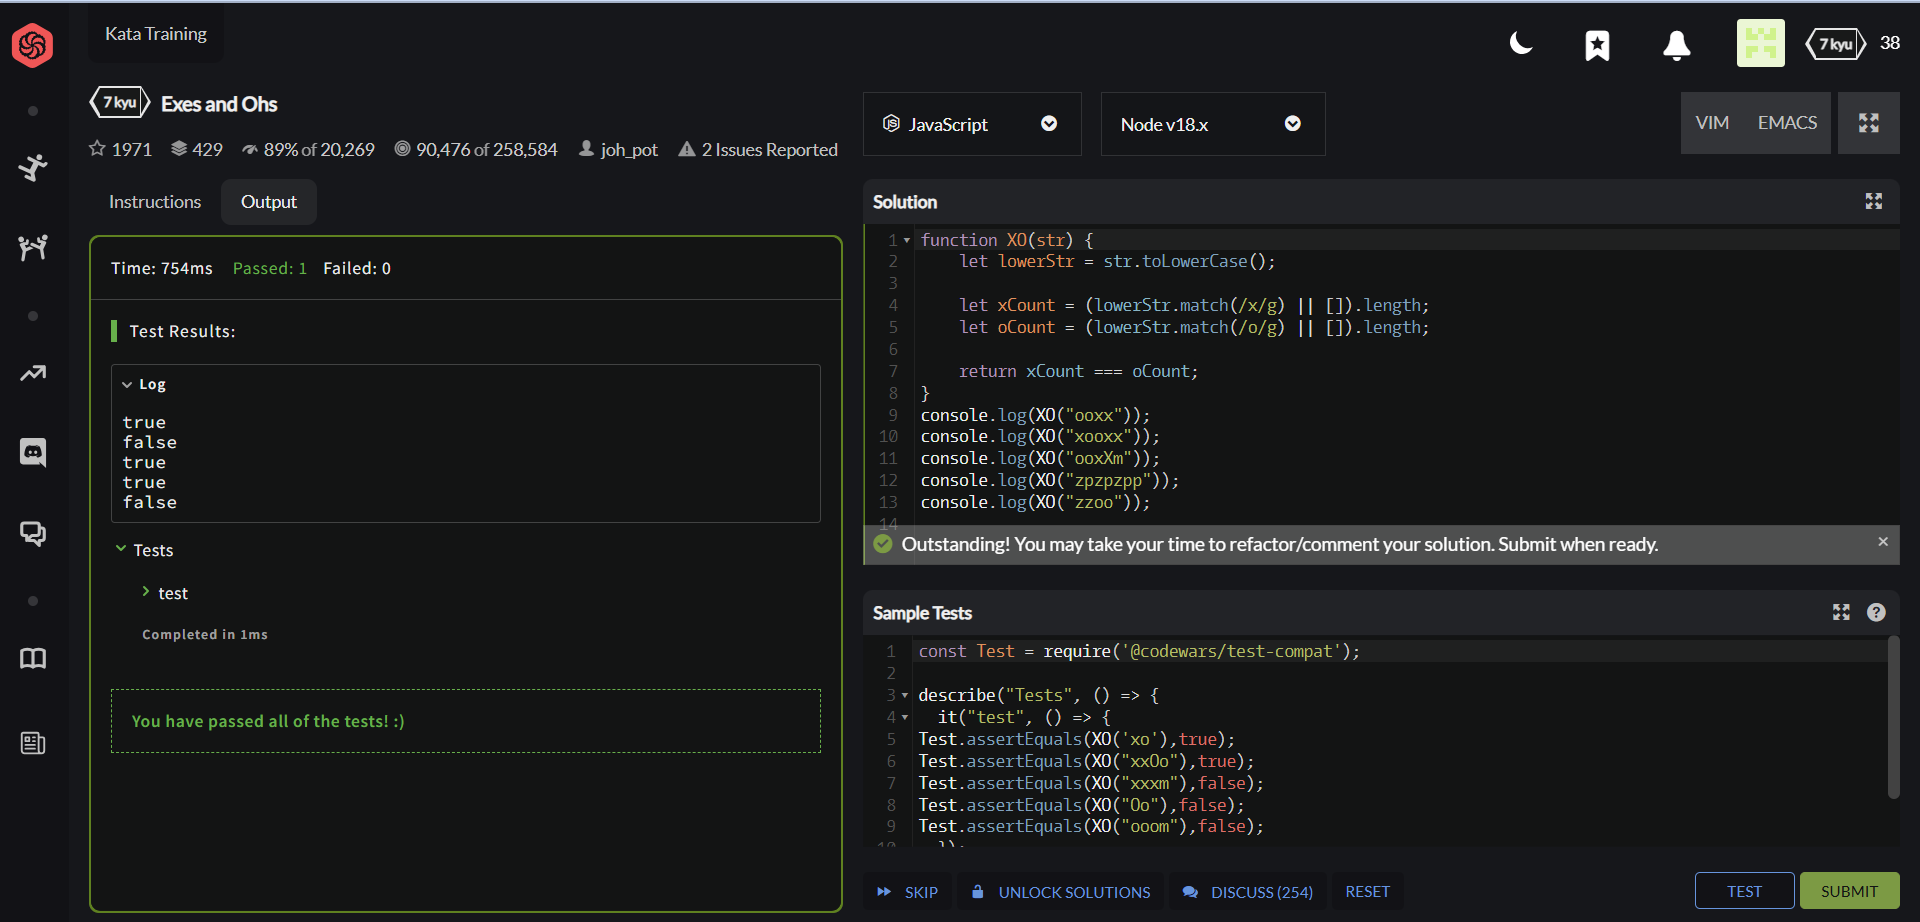 Kata Training
7 kyu 38
7 kyu Exes and Ohs
1971 429 89% of 20,269 90,476 of 258,584 joh_pot 2 Issues Reported
Instructions Output
Time: 754ms Passed: 1 Failed: 0
Test Results:
Log
true
false
true
true
false
Tests
test
Completed in 1ms
You have passed all of the tests! :)
JavaScript Node v18.x VIM EMACS
Solution
1 function XO(str) {
2 let lowerStr = str.toLowerCase();
3
4 let xCount = (lowerStr.match(/x/g) || []).length;
5 let oCount = (lowerStr.match(/o/g) || []).length;
6
7 return xCount === oCount;
8 }
9 console.log(XO("ooxx"));
10 console.log(XO("xooxx"));
11 console.log(XO("ooxXm"));
12 console.log(XO("zpzpzpp"));
13 console.log(XO("zzoo"));
14
Outstanding! You may take your time to refactor/comment your solution. Submit when ready.
Sample Tests
1 const Test = require('@codewars/test-compat');
2
3 describe("Tests", () => {
4 it("test", () => {
5 Test.assertEquals(XO('xo'),true);
6 Test.assertEquals(XO("xxOo"),true);
7 Test.assertEquals(XO("xxxm"),false);
8 Test.assertEquals(XO("Oo"),false);
9 Test.assertEquals(XO("ooom"),false);
10 });
SKIP UNLOCK SOLUTIONS DISCUSS (254) RESET TEST SUBMIT